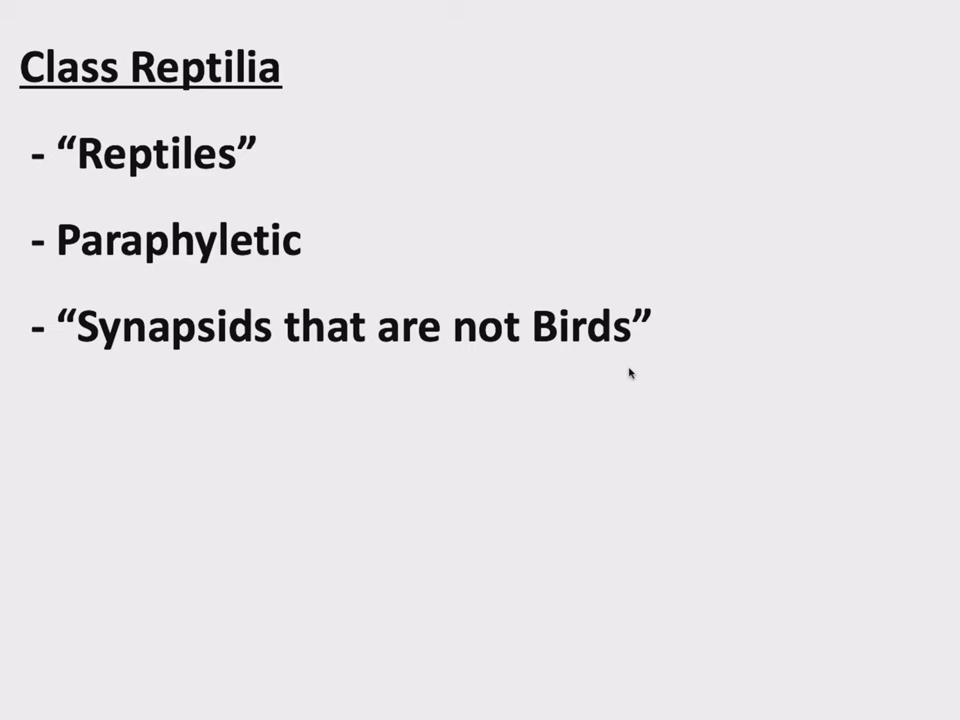 Class Reptilia
- “Reptiles”
- Paraphyletic
- “Synapsids that are not Birds”